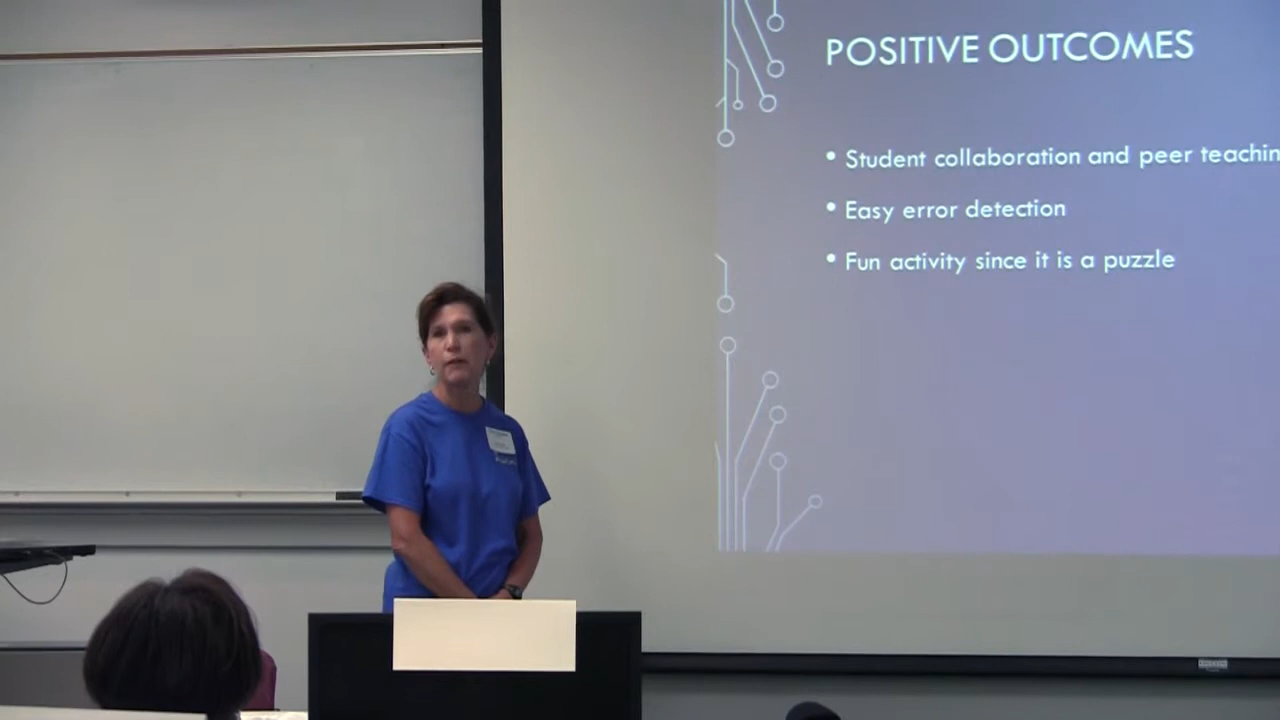 POSITIVE OUTCOMES
• Student collaboration and peer teachin
• Easy error detection
• Fun activity since it is a puzzle